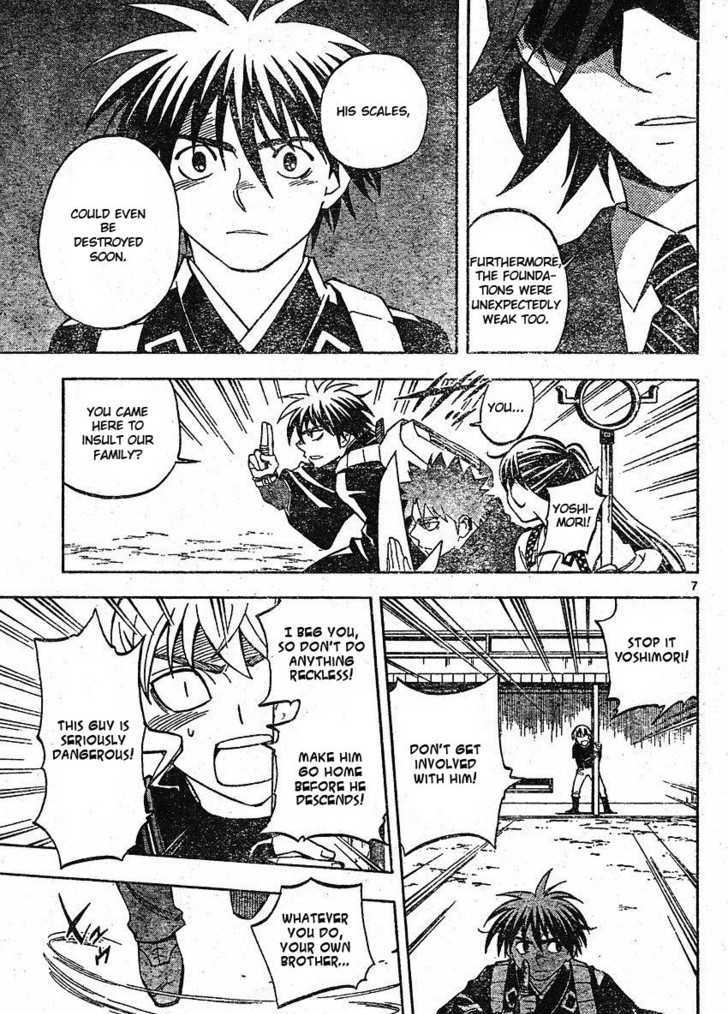 FURTHERMORE,
THE FOUNDA-
TIONS WERE
UNEXPECTEDLY
WEAK TOO.
HIS SCALES,
COULD EVEN
BE
DESTROYED
SOON.
YOU...
YOSHI-
MORI!
YOU CAME
HERE TO
INSULT OUR
FAMILY?
7
STOP IT
YOSHIMORI!
DON'T GET
INVOLVED
WITH HIM!
I BEG YOU,
SO DON'T DO
ANYTHING
RECKLESS!
MAKE HIM
GO HOME
BEFORE HE
DESCENDS!
THIS GUY IS
SERIOUSLY
DANGEROUS!
WHATEVER
YOU DO,
YOUR OWN
BROTHER...